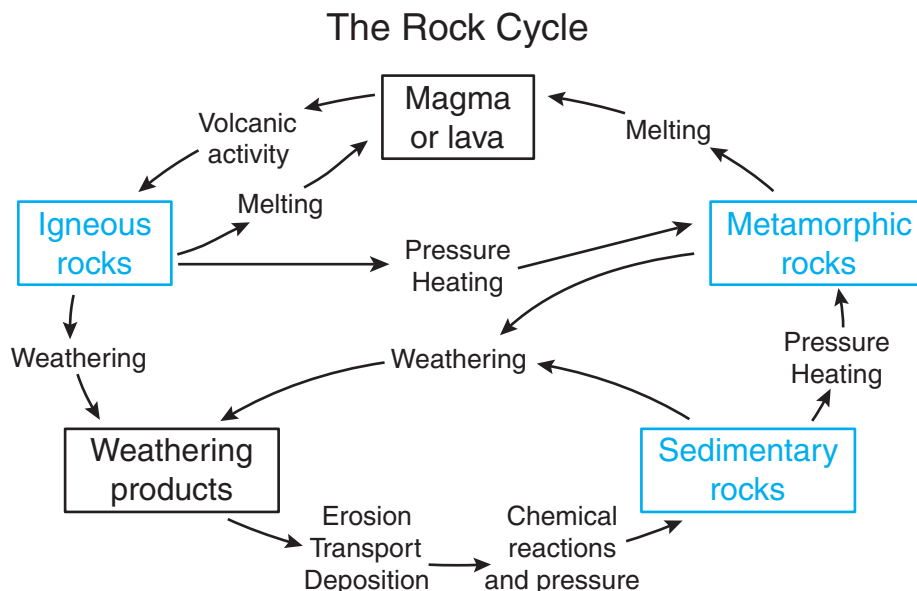 The Rock Cycle
Magma
or lava
Volcanic
activity
Melting
Melting
Igneous
rocks
Pressure
Heating
Metamorphic
rocks
Weathering
Weathering
Pressure
Heating
Weathering
products
Sedimentary
rocks
Erosion
Transport
Deposition
Chemical
reactions
and pressure